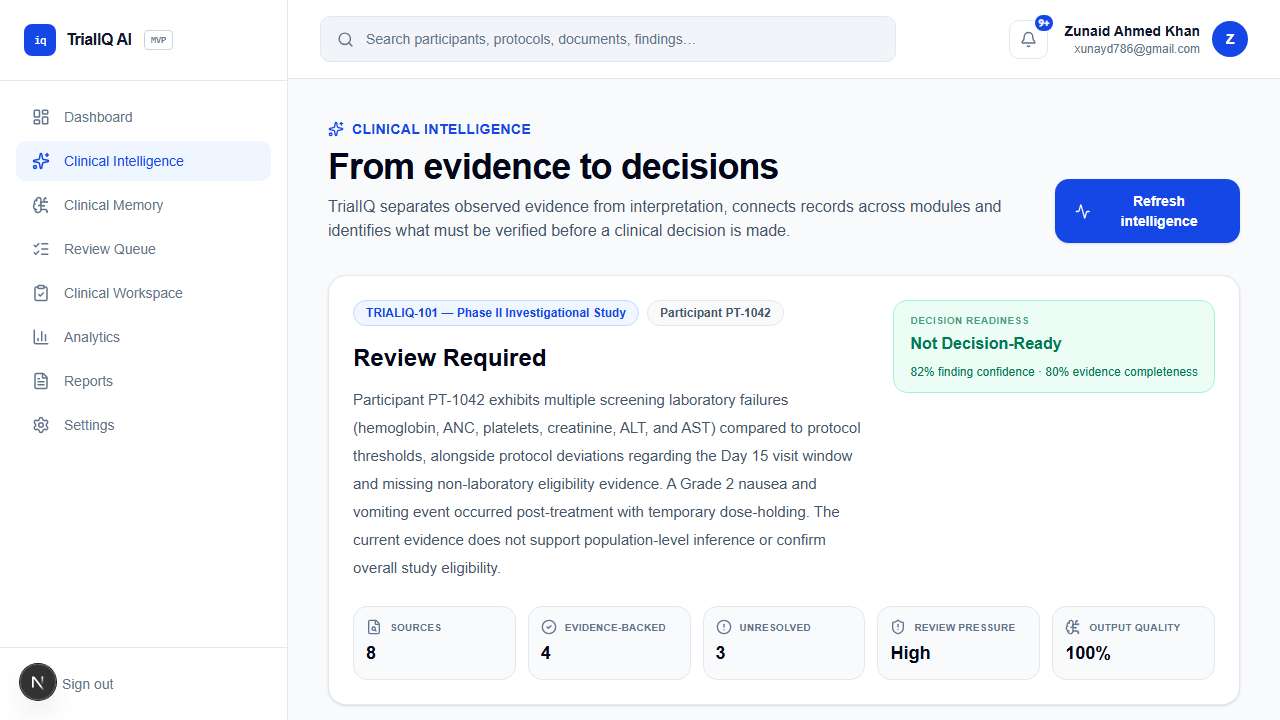 iq
TrialIQ AI
MVP
Search participants, protocols, documents, findings…
9+
Zunaid Ahmed Khan
xunayd786@gmail.com
Z
Dashboard
Clinical Intelligence
Clinical Memory
Review Queue
Clinical Workspace
Analytics
Reports
Settings
N
Sign out
CLINICAL INTELLIGENCE
From evidence to decisions
TrialIQ separates observed evidence from interpretation, connects records across modules and
identifies what must be verified before a clinical decision is made.
Refresh
intelligence
TRIALIQ-101 — Phase II Investigational Study
Participant PT-1042
Review Required
Participant PT-1042 exhibits multiple screening laboratory failures
(hemoglobin, ANC, platelets, creatinine, ALT, and AST) compared to protocol
thresholds, alongside protocol deviations regarding the Day 15 visit window
and missing non-laboratory eligibility evidence. A Grade 2 nausea and
vomiting event occurred post-treatment with temporary dose-holding. The
current evidence does not support population-level inference or confirm
overall study eligibility.
DECISION READINESS
Not Decision-Ready
82% finding confidence · 80% evidence completeness
SOURCES
8
EVIDENCE-BACKED
4
UNRESOLVED
3
REVIEW PRESSURE
High
OUTPUT QUALITY
100%